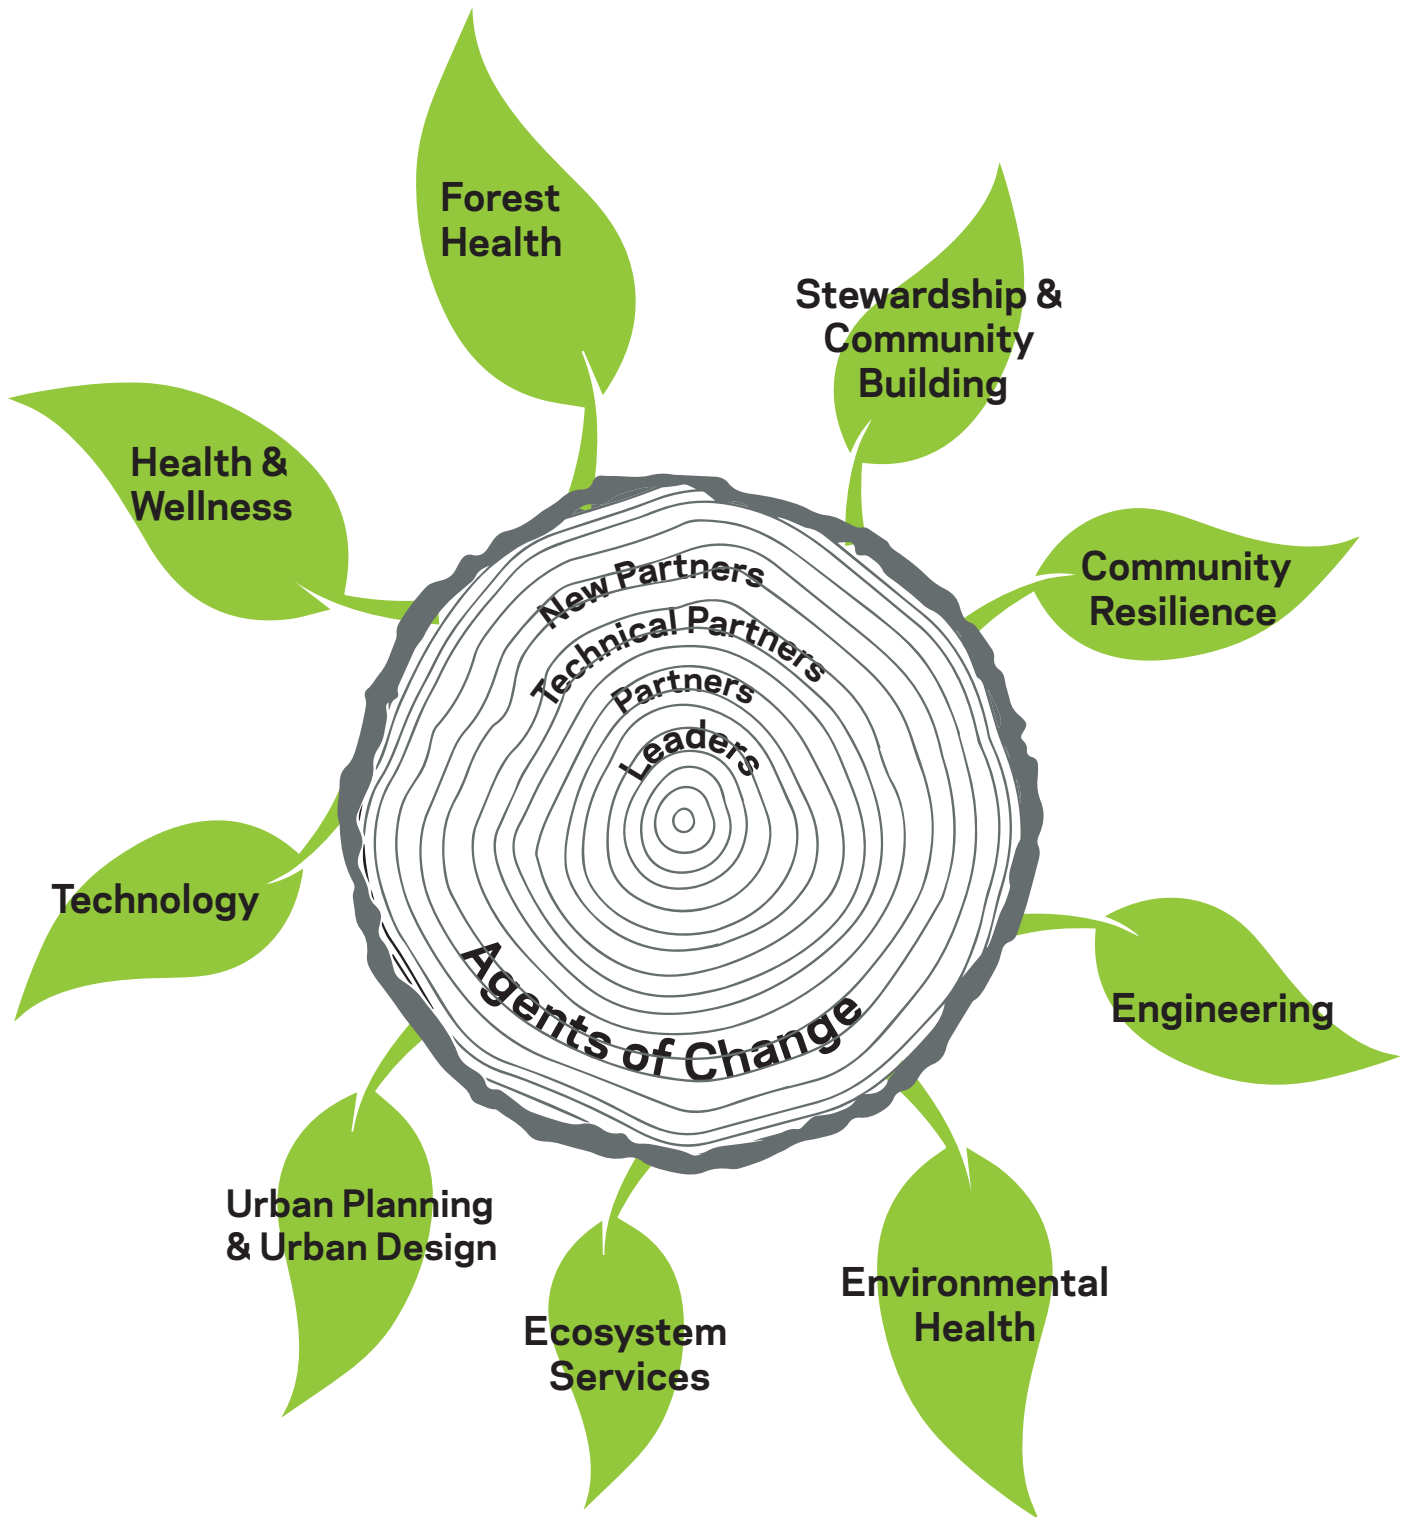 Forest
Health
Stewardship &
Community
Building
Health &
Wellness
Community
Resilience
New Partners
Technical Partners
Partners
Leaders
Technology
Agents of Change
Engineering
Urban Planning
& Urban Design
Ecosystem
Services
Environmental
Health